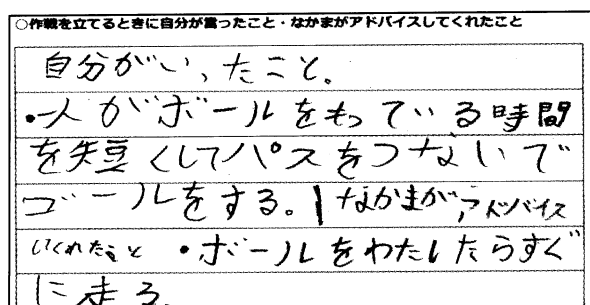 ○作戦を立てるときに自分が言ったこと・なかまがアドバイスしてくれたこと
自分がいったこと。
・一人がボールをもっている時間
を短くしてパスをつないで
ゴールをする。|なかまがアドバイス
してくれたこと ・ボールをわたしたらすぐ
に走る。